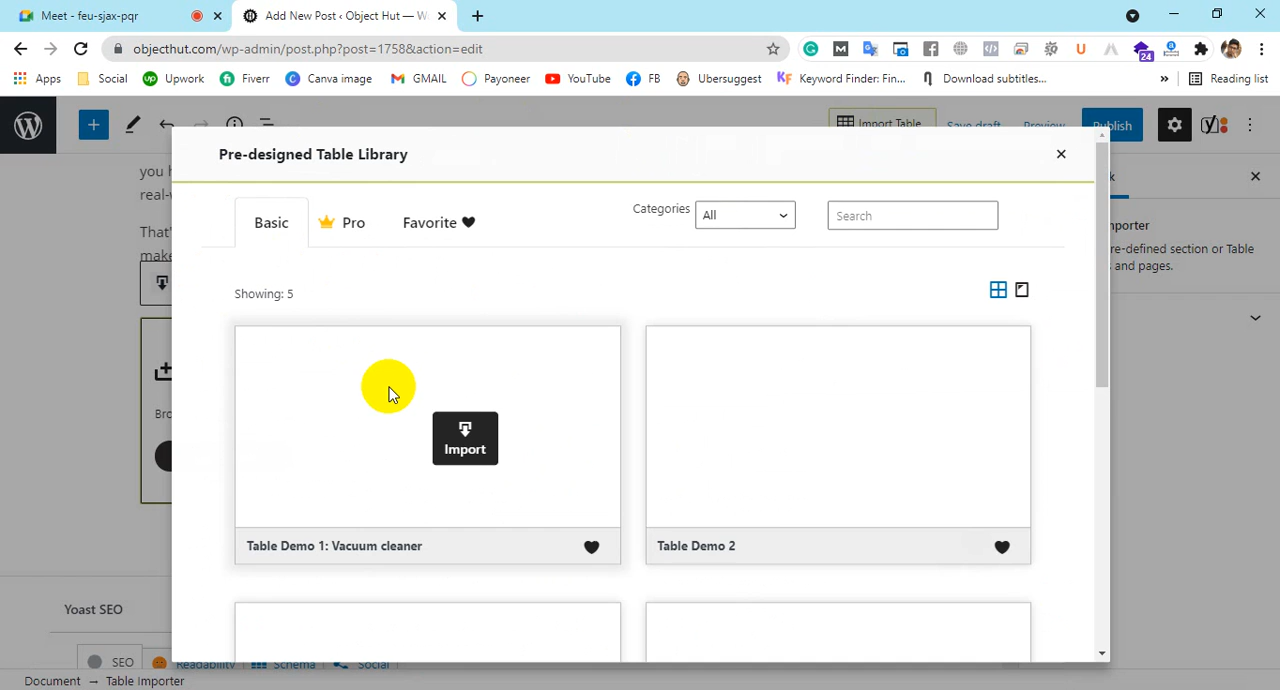 Meet - feu-sjax-pqr
Add New Post ‹ Object Hut — W
objecthut.com/wp-admin/post.php?post=1758&action=edit
24
Apps
Social
Upwork
Fiverr
Canva image
GMAIL
Payoneer
YouTube
FB
Ubersuggest
Keyword Finder: Fin...
Download subtitles...
»
Reading list
Import Table
Save draft
Preview
Publish
you h
real-v
That'
make
Bro
Pre-designed Table Library
Basic
Pro
Favorite
Categories
All
Search
Showing: 5
Import
Table Demo 1: Vacuum cleaner
Table Demo 2
k
porter
re-defined section or Table
s and pages.
Yoast SEO
SEO
Readability
Schema
Social
Document → Table Importer